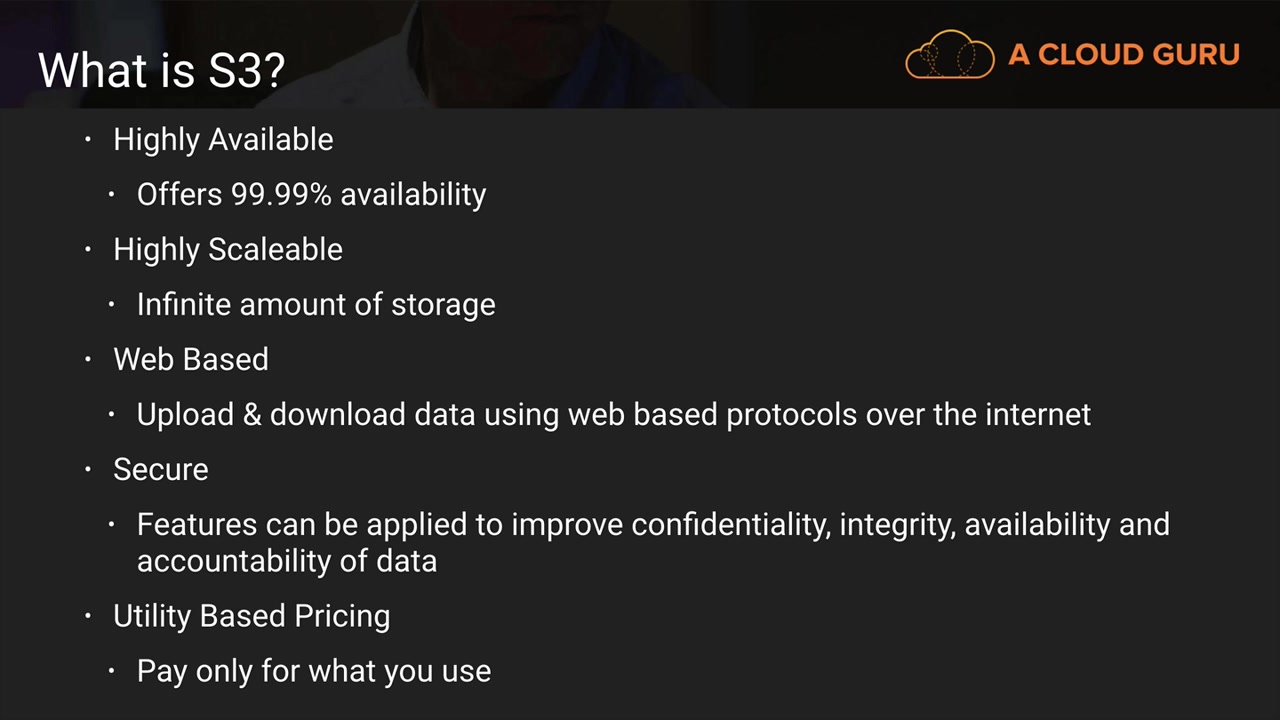 What is S3?
A CLOUD GURU
· Highly Available
· Offers 99.99% availability
· Highly Scaleable
· Infinite amount of storage
· Web Based
· Upload & download data using web based protocols over the internet
· Secure
· Features can be applied to improve confidentiality, integrity, availability and
accountability of data
· Utility Based Pricing
· Pay only for what you use